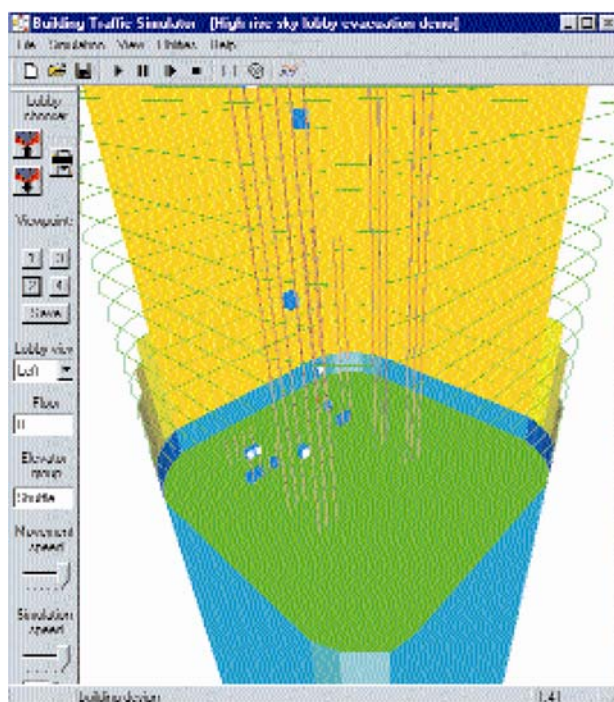 Building Traffic Simulator - [High rise sky lobby evacuation demo]
File Simulation View Utilities Help
Lobby
chooser
Viewpoint:
1 3
2 4
Save
Lobby view
Left
Floor
0
Elevator
group
Shuttle
Movement
speed
Simulation
speed
building design 1:41